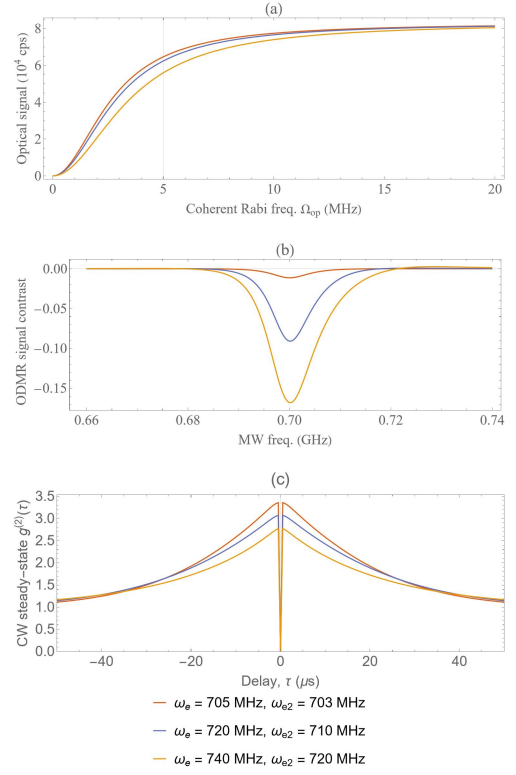 (a)
Optical signal (10⁴ cps)
8
6
4
2
0
0 5 10 15 20
Coherent Rabi freq. Ωop (MHz)
(b)
ODMR signal contrast
0.00
-0.05
-0.10
-0.15
0.66 0.68 0.70 0.72 0.74
MW freq. (GHz)
(c)
CW steady-state g⁽²⁾(τ)
3.5
3.0
2.5
2.0
1.5
1.0
0.5
0.0
-40 -20 0 20 40
Delay, τ (μs)
ωe = 705 MHz, ωe2 = 703 MHz
ωe = 720 MHz, ωe2 = 710 MHz
ωe = 740 MHz, ωe2 = 720 MHz